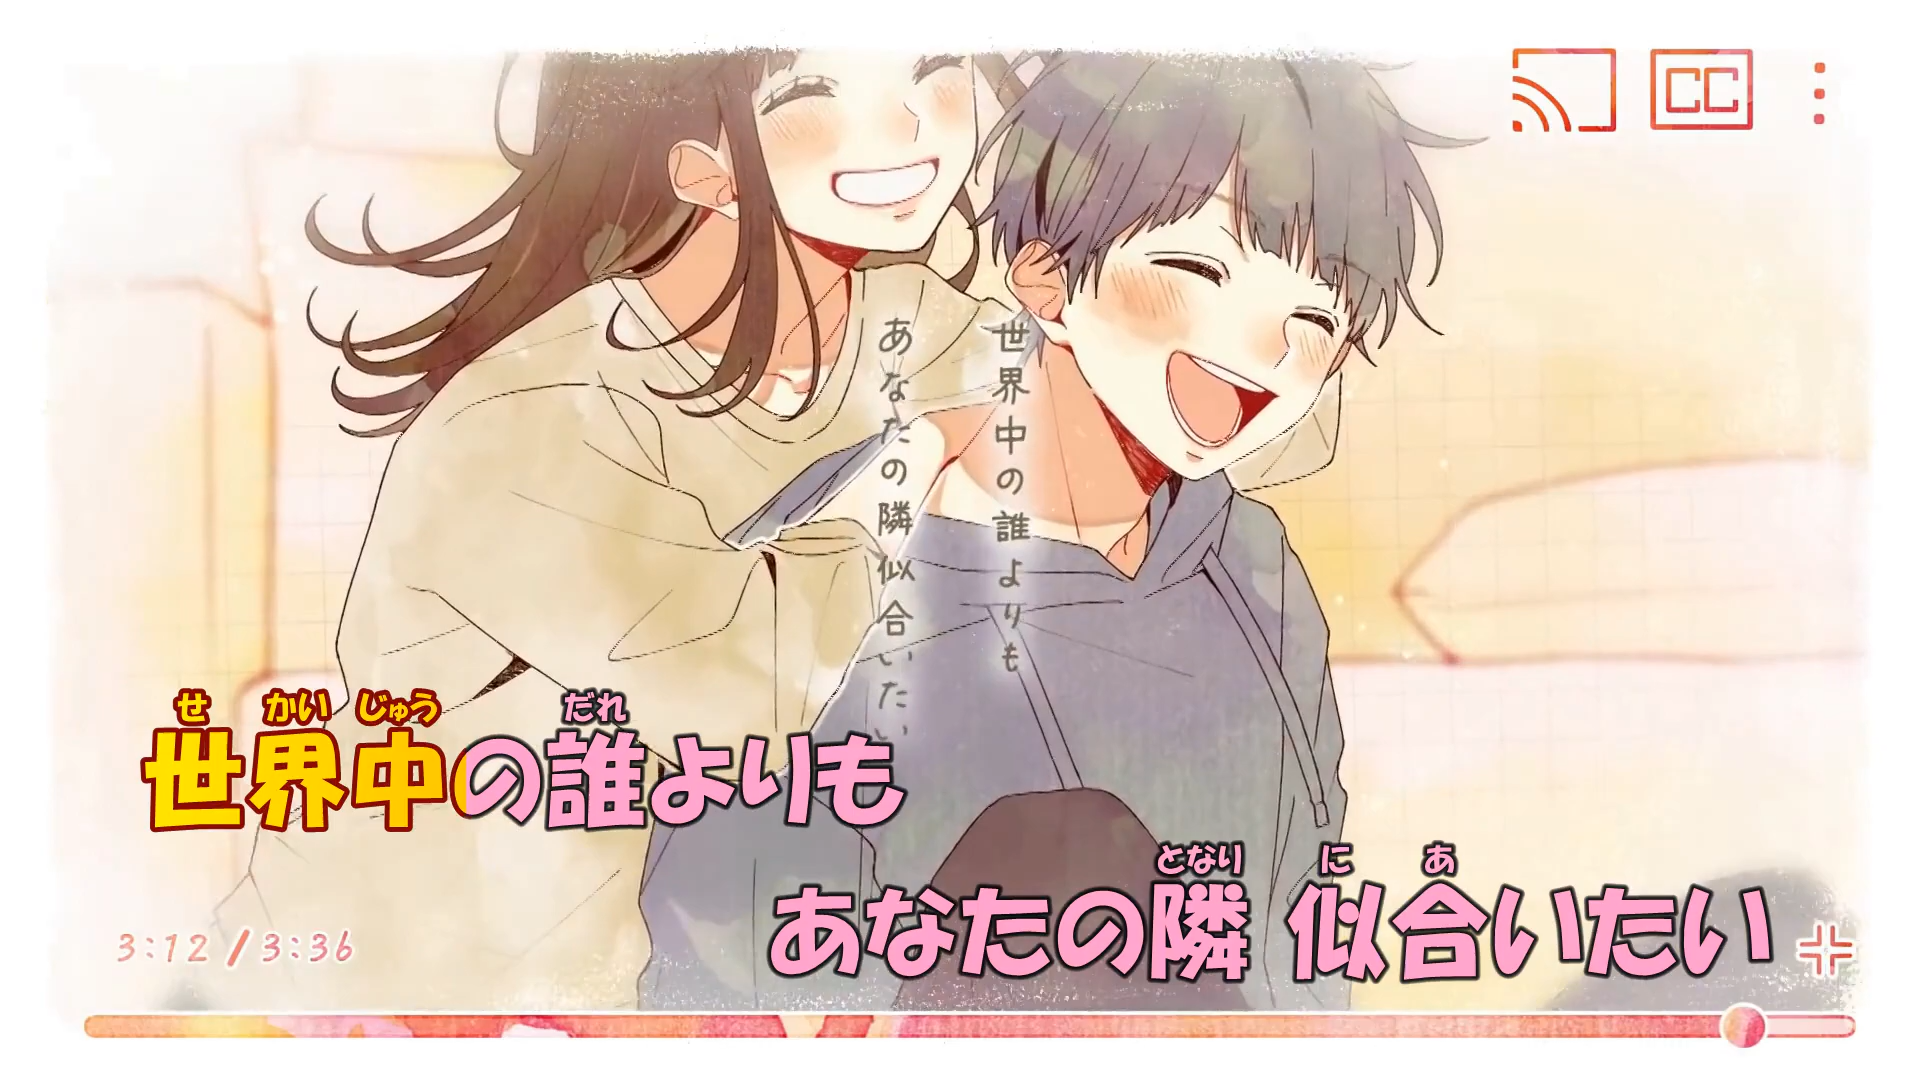 CC
世界中の誰よりも
あなたの隣似合いたい
せ かい じゅう だれ
世界中の誰よりも
となり に あ
あなたの隣 似合いたい
3:12/3:36